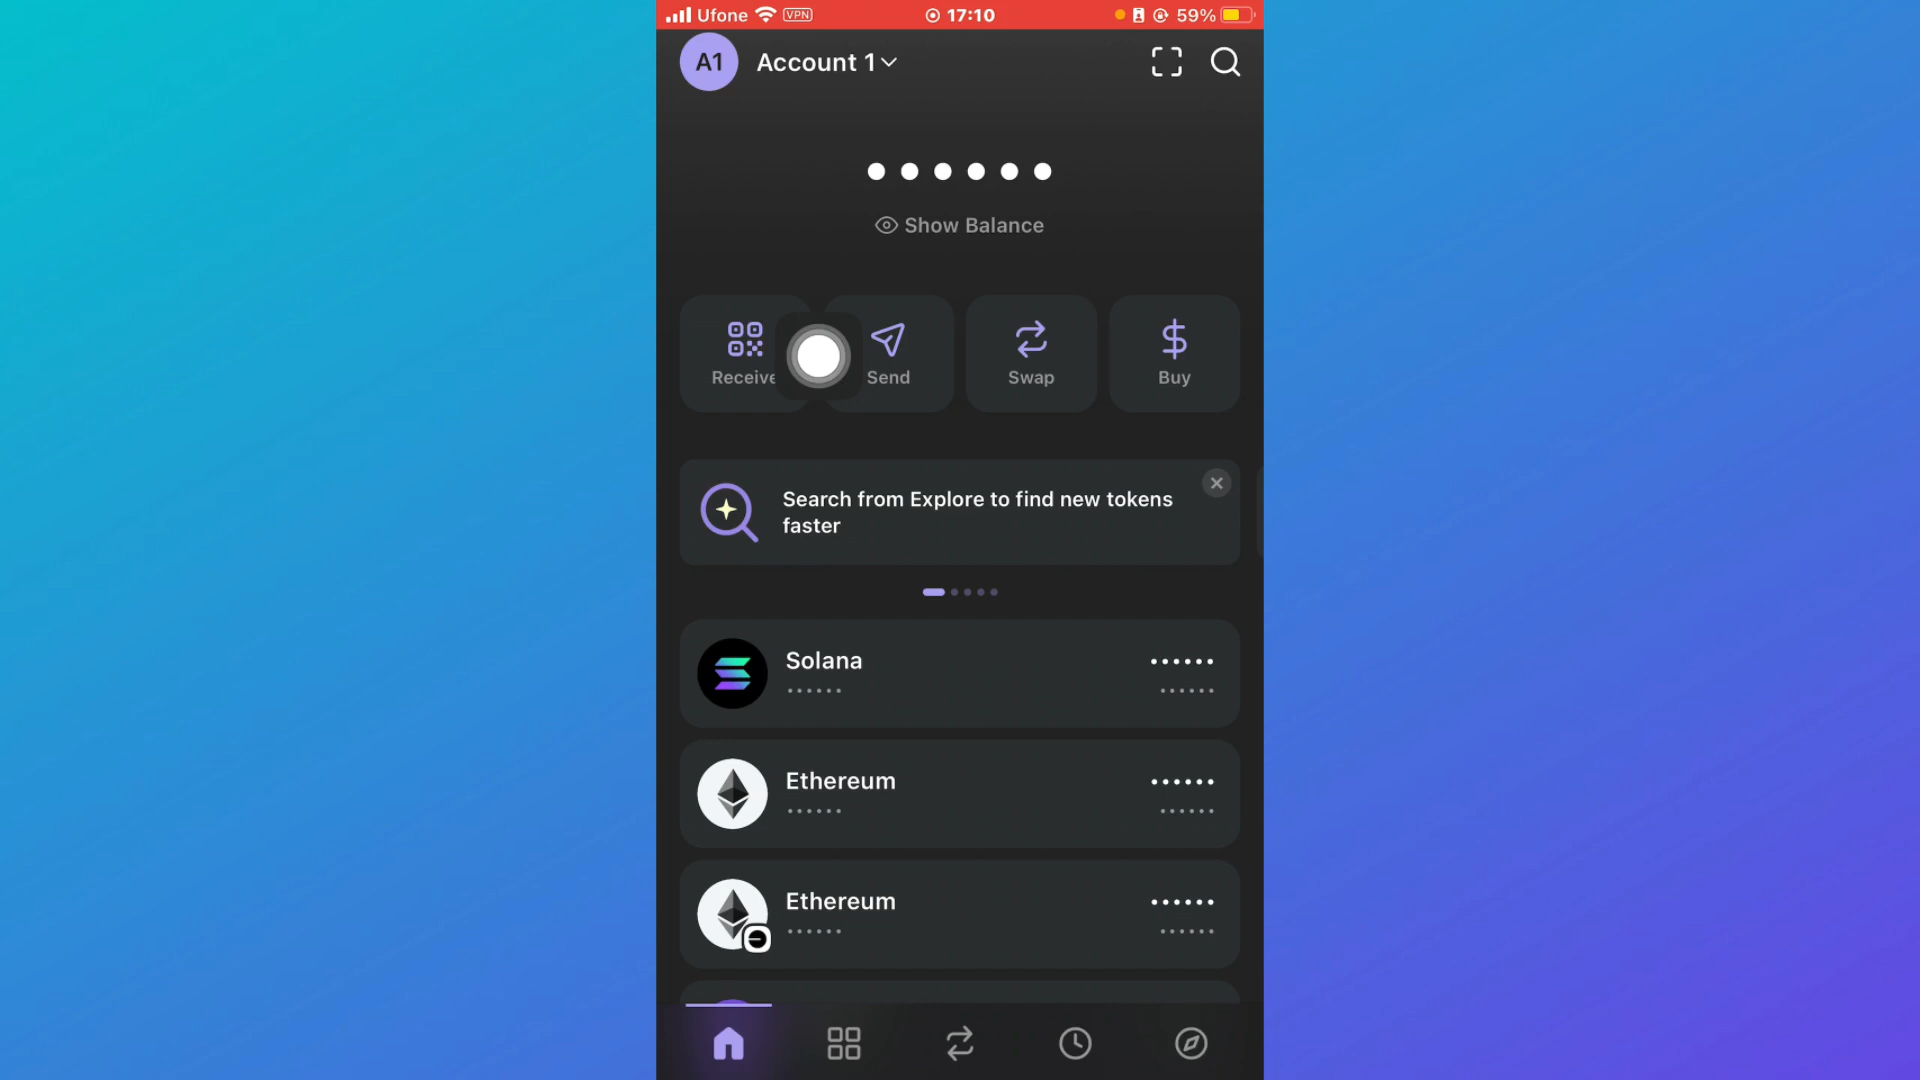 Ufone VPN 17:10 59%
A1 Account 1
Show Balance
Receive Send Swap Buy
Search from Explore to find new tokens
faster
Solana
Ethereum
Ethereum